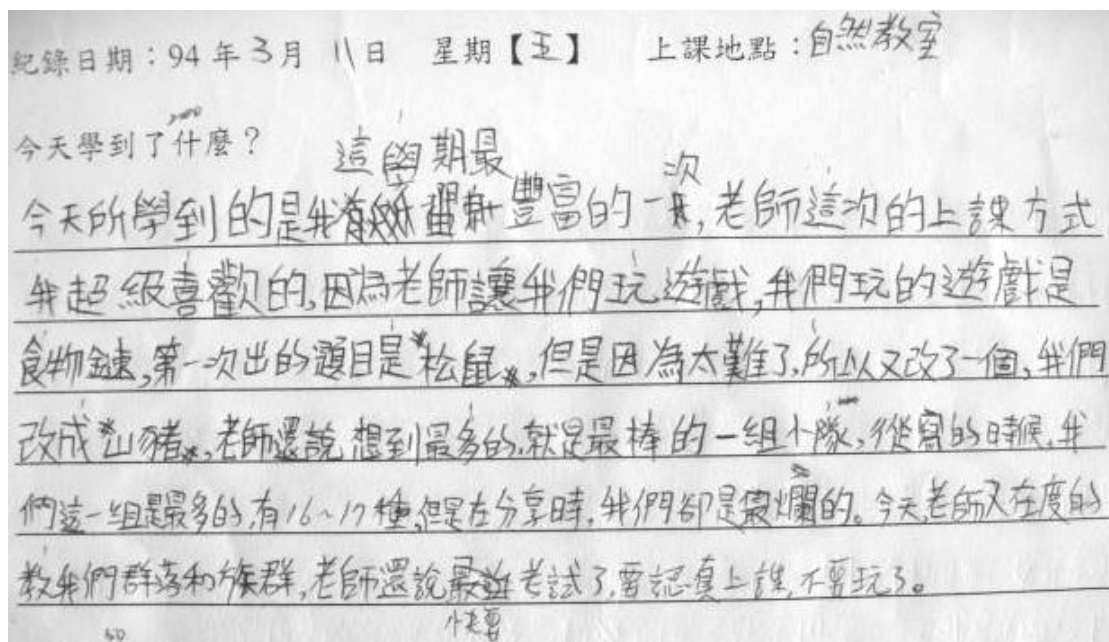 紀錄日期：94 年 3 月 11 日 星期【五】 上課地點：自然教室
今天學到了什麼？
這學期最 次
今天所學到的是我 豐富的一，老師這次的上課方式
我超級喜歡的，因為老師讓我們玩遊戲，我們玩的遊戲是
食物鏈，第一次出的題目是*松鼠*，但是因為太難了，所以又改了一個，我們
改成*山豬*，老師還說想到最多的，就是最棒的一組小隊，從寫的時候，我
們這一組是最多的，有16～17種，但是在分享時，我們卻是最爛的。今天，老師又在度的
教我們群落和族群，老師還說 考試了，要認真上課，不要玩了。
快要